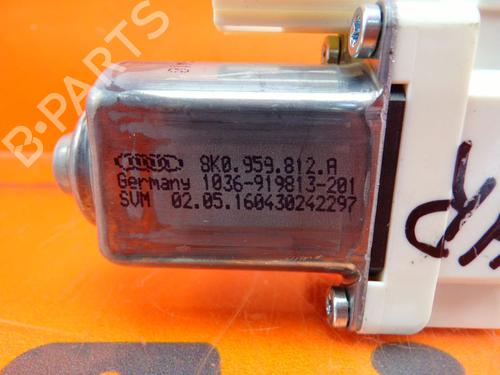 B-PARTS
8K0.959.812.A
Germany 1036-919813-201
SVM 02.05.160430242297
R